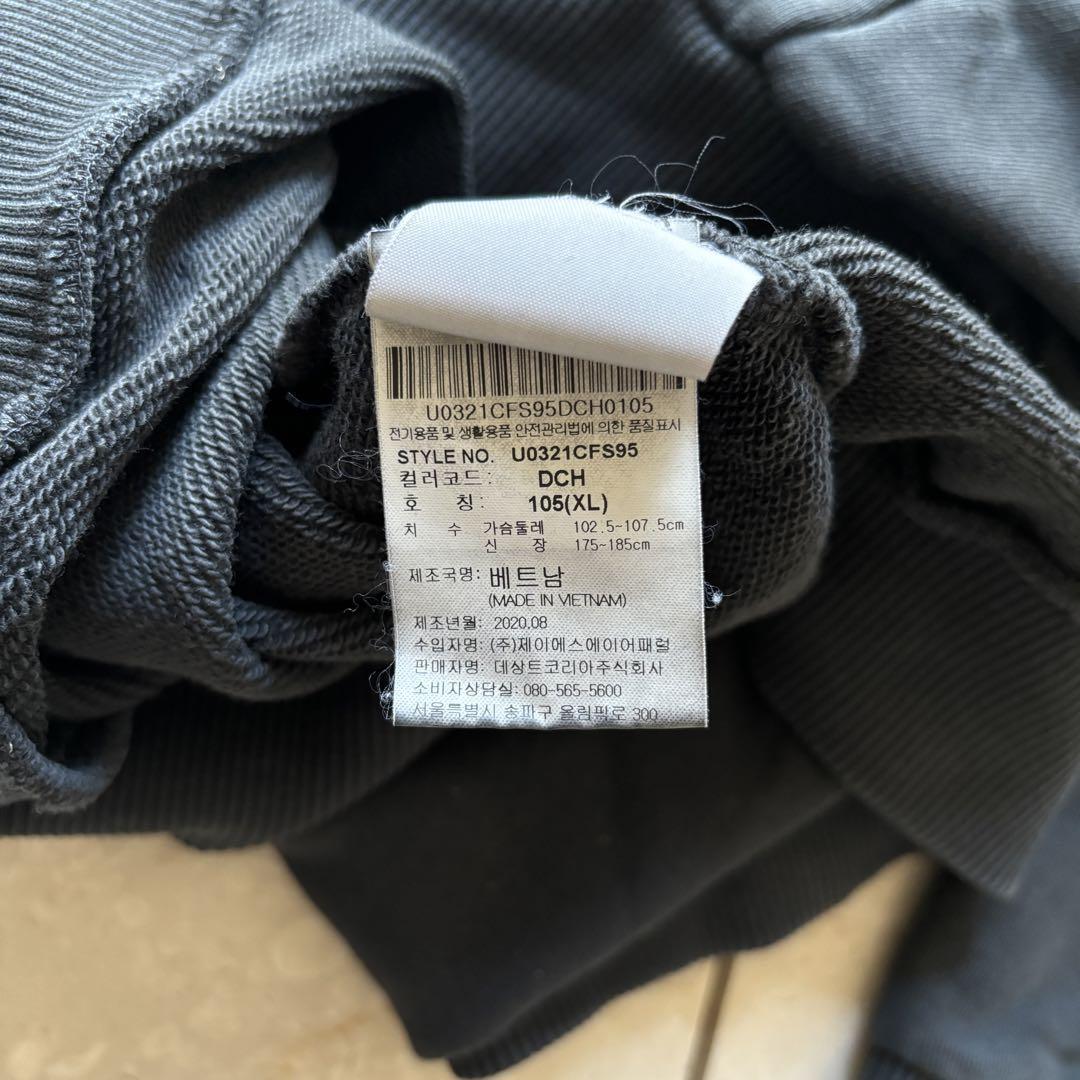 U0321CFS95DCH0105
전기용품 및 생활용품 안전관리법에 의한 품질표시
STYLE NO. U0321CFS95
컬러코드 : DCH
호 칭 : 105(XL)
치 수 가슴둘레 102.5~107.5cm
신 장 175~185cm
제조국명: 베트남
(MADE IN VIETNAM)
제조년월: 2020.08
수입자명: (주)제이에스에이어패럴
판매자명: 데상트코리아주식회사
소비자상담실: 080-565-5600
서울특별시 송파구 올림픽로 300